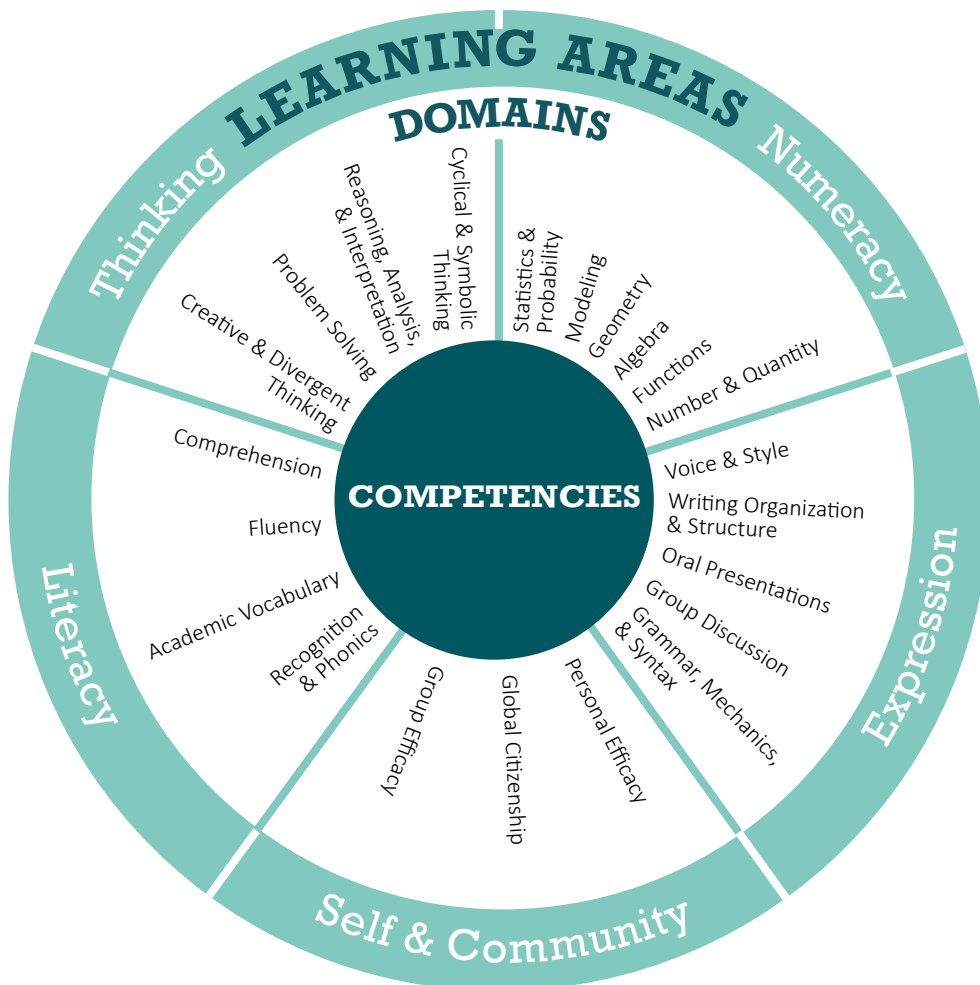 LEARNING AREAS
DOMAINS
Thinking
Cyclical & Symbolic
Thinking
Reasoning, Analysis,
& Interpretation
Problem Solving
Creative & Divergent
Thinking
Numeracy
Statistics &
Probability
Modeling
Geometry
Algebra
Functions
Number & Quantity
Expression
Voice & Style
Writing Organization
& Structure
Oral Presentations
Group Discussion
Grammar, Mechanics,
& Syntax
Self & Community
Personal Efficacy
Global Citizenship
Group Efficacy
Literacy
Recognition
& Phonics
Academic Vocabulary
Fluency
Comprehension
COMPETENCIES